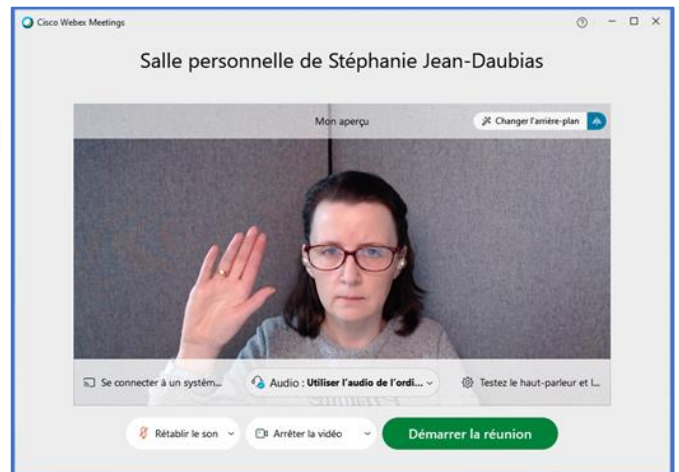 Cisco Webex Meetings
Salle personnelle de Stéphanie Jean-Daubias
Mon aperçu
Changer l'arrière-plan
Se connecter à un systèm...
Audio : Utiliser l'audio de l'ordi...
Testez le haut-parleur et l...
Rétablir le son
Arrêter la vidéo
Démarrer la réunion